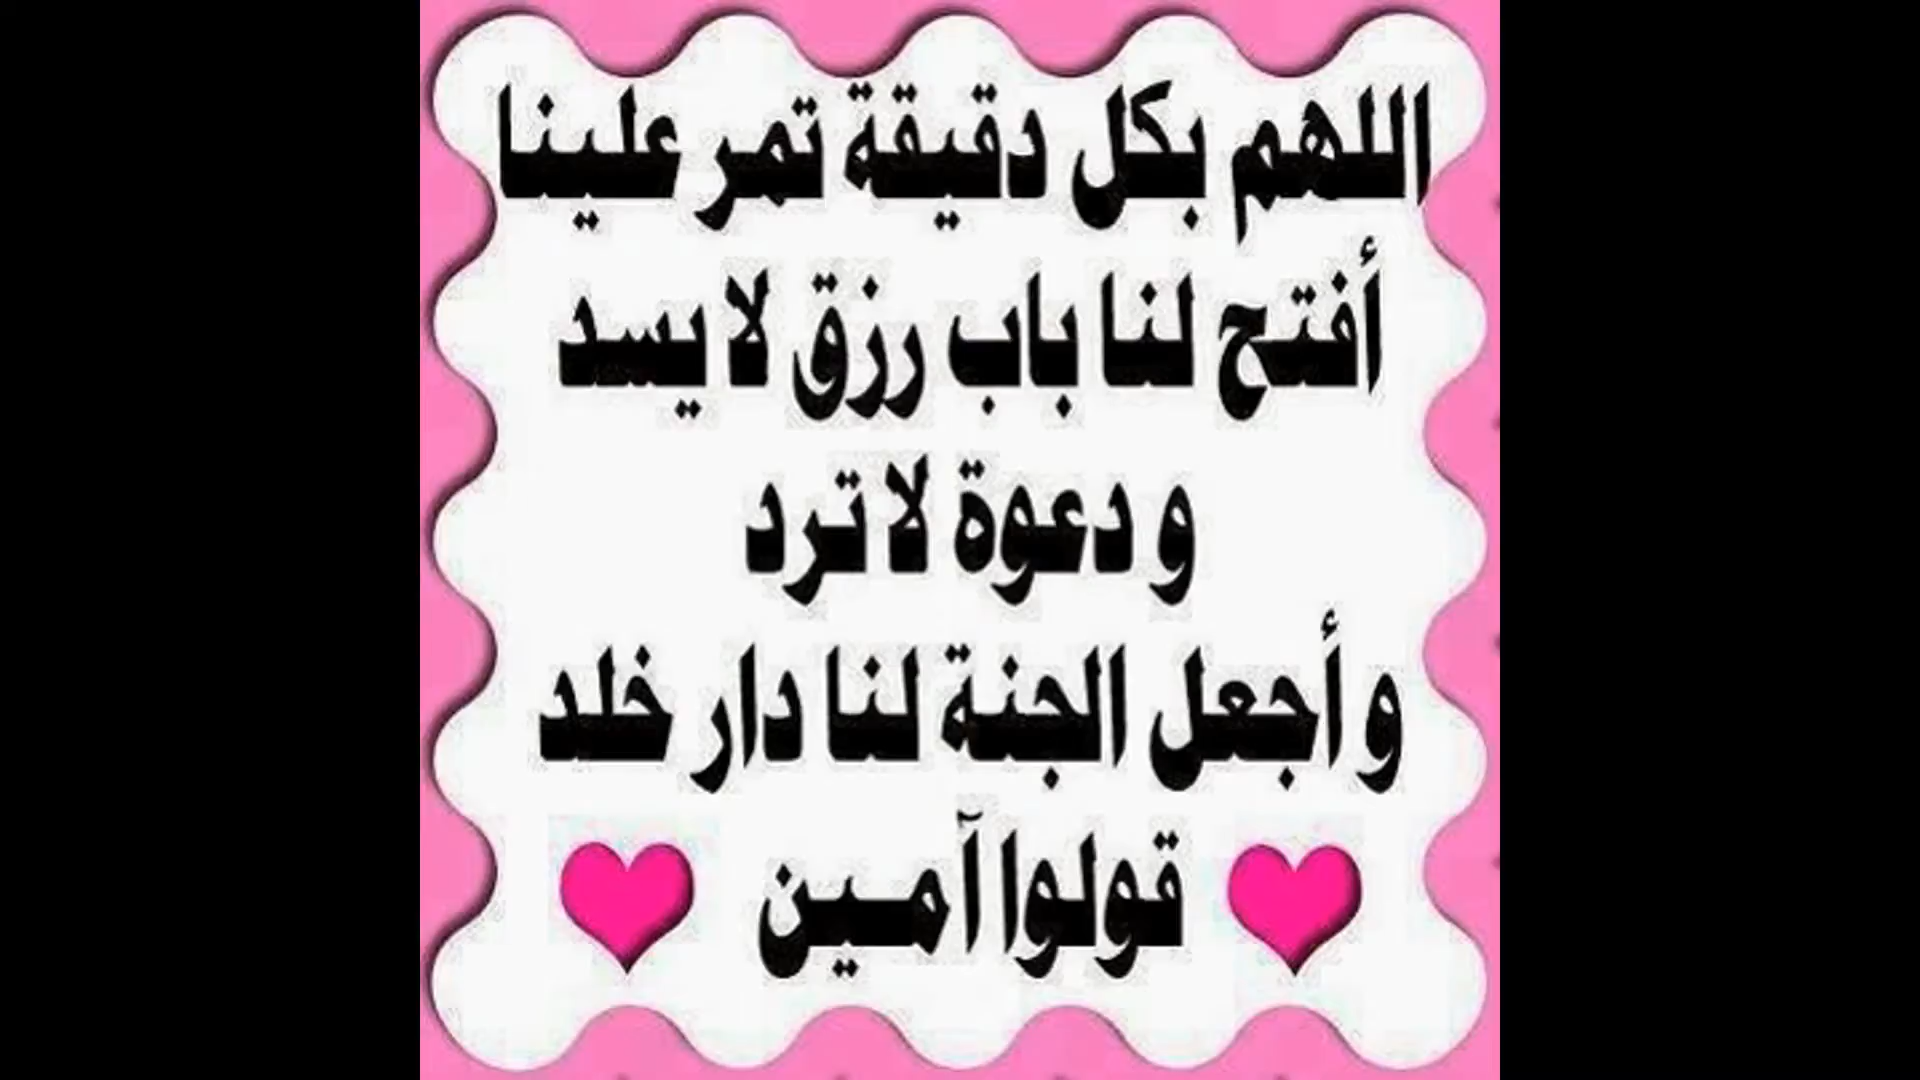 اللهم بكل دقيقة تمر علينا
أفتح لنا باب رزق لا يسد
و دعوة لا ترد
و أجعل الجنة لنا دار خلد
قولوا آمين